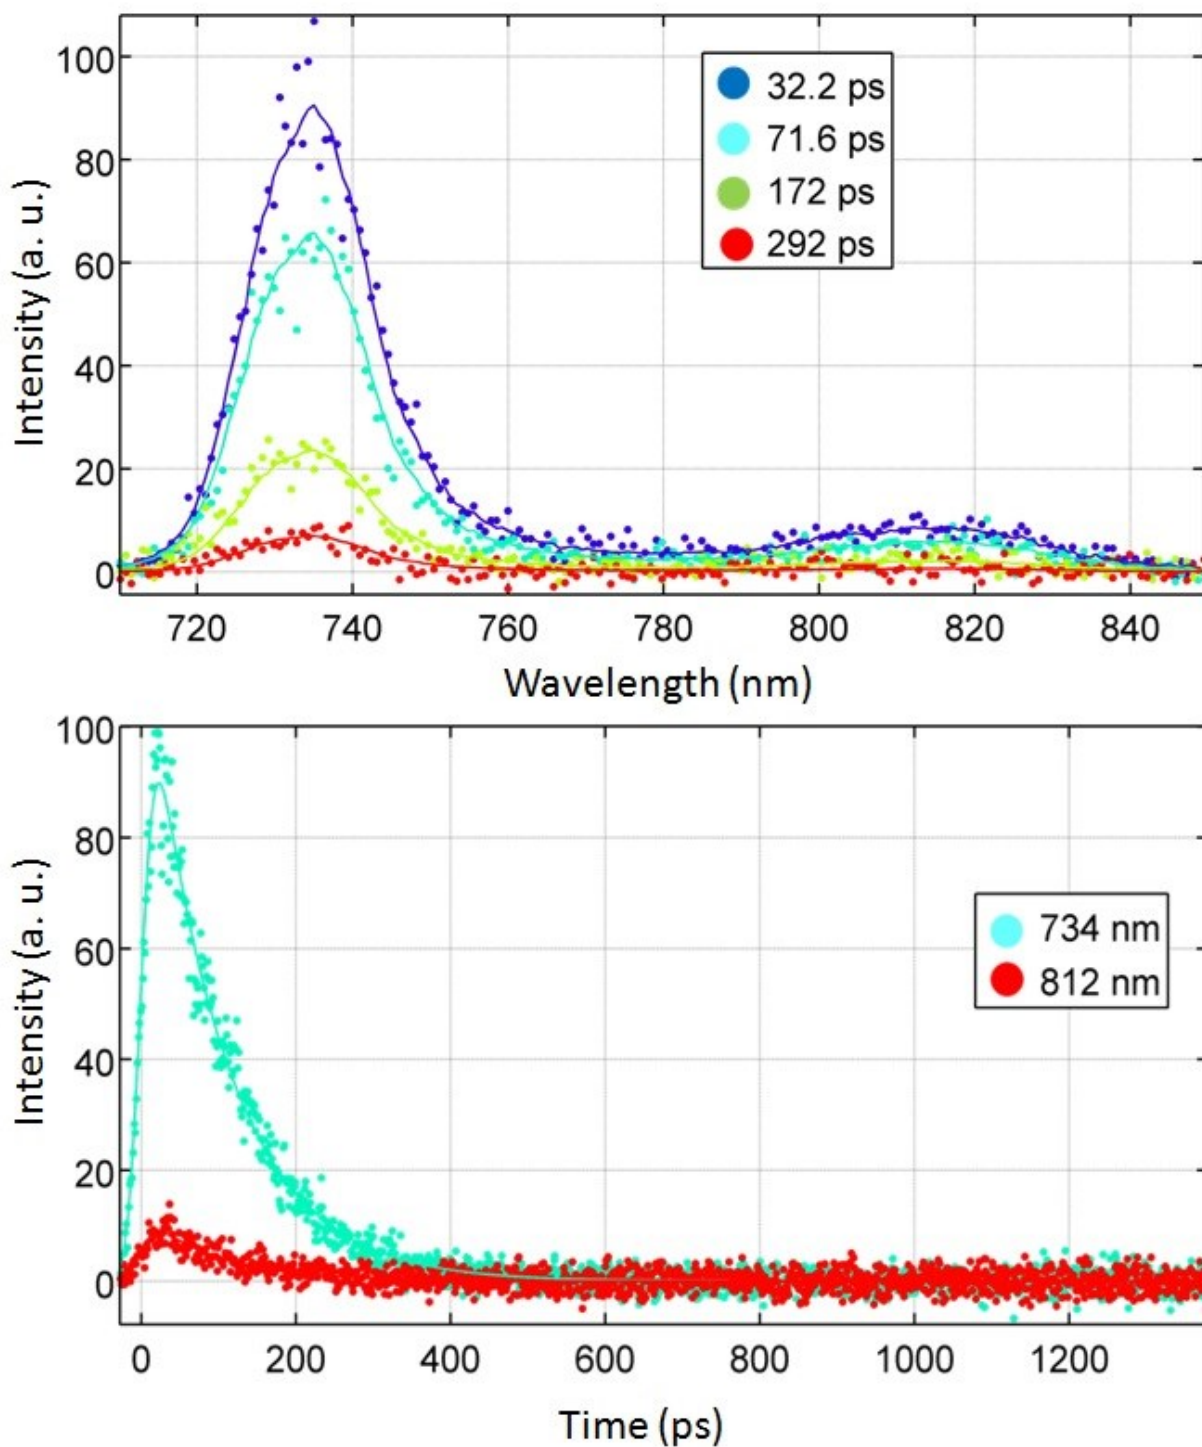 Intensity (a. u.)
100
80
60
40
20
0
32.2 ps
71.6 ps
172 ps
292 ps
720 740 760 780 800 820 840
Wavelength (nm)
Intensity (a. u.)
100
80
60
40
20
0
734 nm
812 nm
0 200 400 600 800 1000 1200
Time (ps)